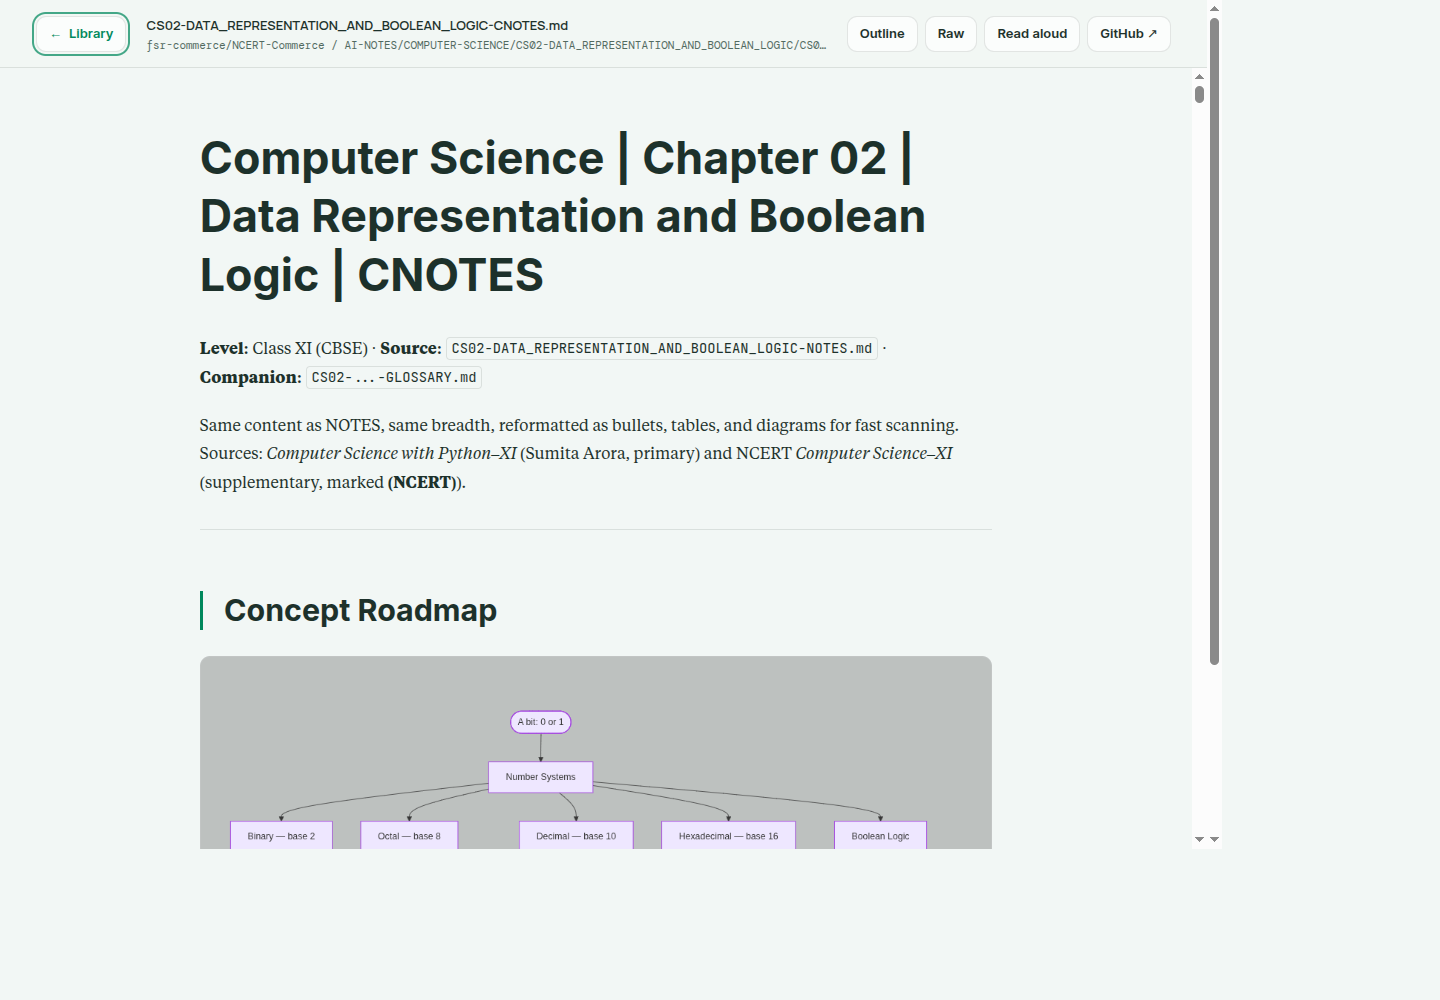 ← Library
CS02-DATA_REPRESENTATION_AND_BOOLEAN_LOGIC-CNOTES.md
fsr-commerce/NCERT-Commerce / AI-NOTES/COMPUTER-SCIENCE/CS02-DATA_REPRESENTATION_AND_BOOLEAN_LOGIC/CS0…
Outline
Raw
Read aloud
GitHub ↗
Computer Science | Chapter 02 |
Data Representation and Boolean
Logic | CNOTES
Level: Class XI (CBSE) · Source: CS02-DATA_REPRESENTATION_AND_BOOLEAN_LOGIC-NOTES.md ·
Companion: CS02-...-GLOSSARY.md
Same content as NOTES, same breadth, reformatted as bullets, tables, and diagrams for fast scanning.
Sources: Computer Science with Python–XI (Sumita Arora, primary) and NCERT Computer Science–XI
(supplementary, marked (NCERT)).
Concept Roadmap
A bit: 0 or 1
Number Systems
Binary — base 2
Octal — base 8
Decimal — base 10
Hexadecimal — base 16
Boolean Logic